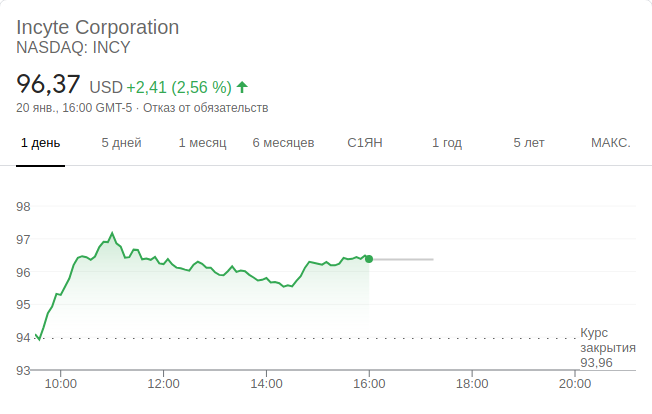 Incyte Corporation
NASDAQ: INCY
96,37 USD +2,41 (2,56 %)
20 янв., 16:00 GMT-5 · Отказ от обязательств
1 день 5 дней 1 месяц 6 месяцев С1ЯН 1 год 5 лет МАКС.
98
97
96
95
94
Курс
закрытия
93,96
93
10:00 12:00 14:00 16:00 18:00 20:00